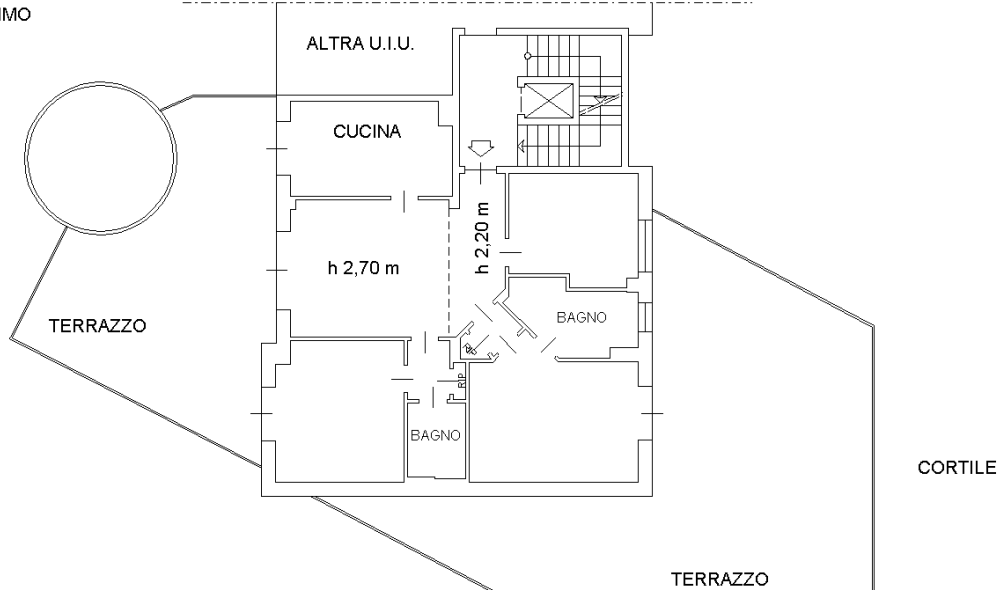 IMO
ALTRA U.I.U.
CUCINA
h 2,20 m
h 2,70 m
TERRAZZO
BAGNO
RIP
BAGNO
CORTILE
TERRAZZO